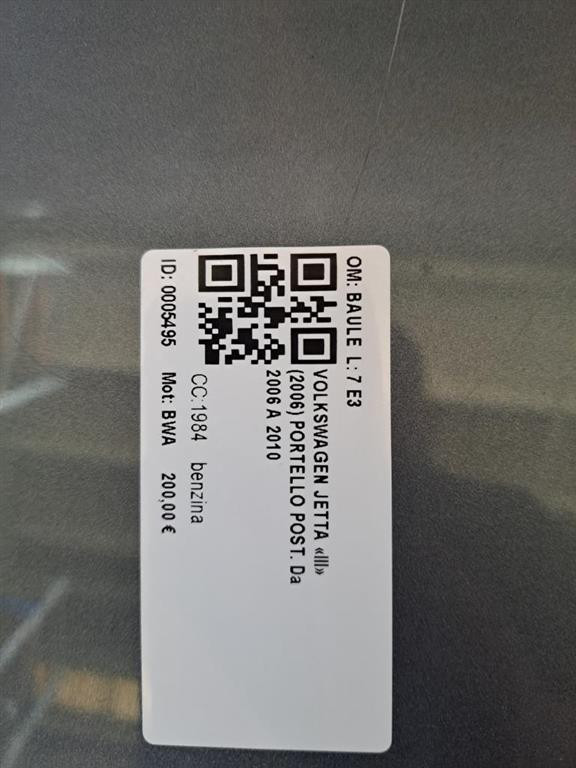 OM: BAULE L: 7 E3
VOLKSWAGEN JETTA «III»
(2006) PORTELLO POST. Da
2006 A 2010
CC:1984 benzina
ID: 0005495 Mot: BWA 200,00 €